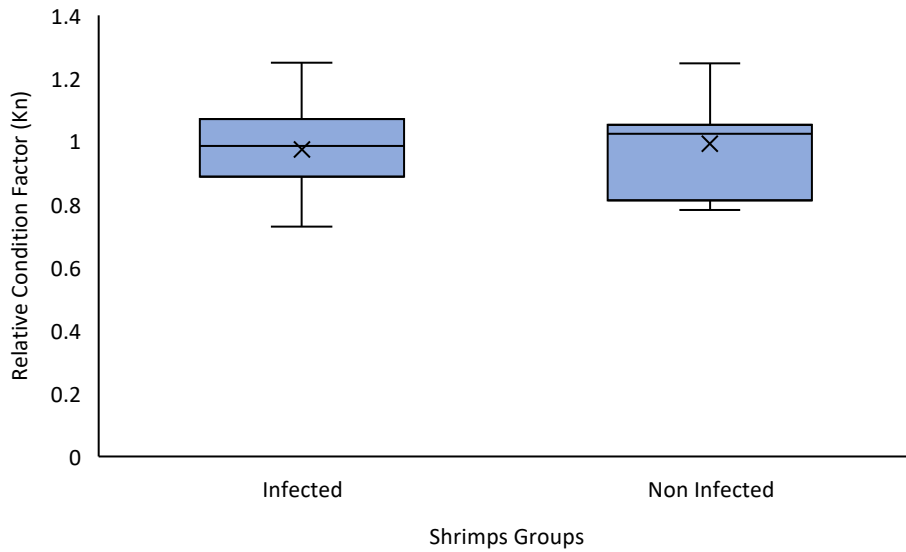 Relative Condition Factor (Kn)
1.4
1.2
1
0.8
0.6
0.4
0.2
0
Infected
Non Infected
Shrimps Groups